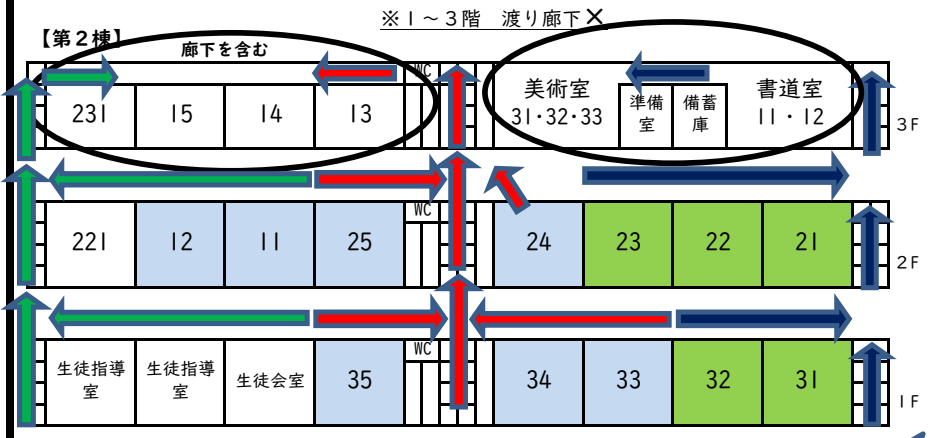 ※1～3階　渡り廊下×
【第2棟】
廊下を含む
WC
231
15
14
13
美術室
31・32・33
準備
室
備蓄
庫
書道室
11・12
3F
WC
221
12
11
25
24
23
22
21
2F
WC
生徒指導
室
生徒指導
室
生徒会室
35
34
33
32
31
1F